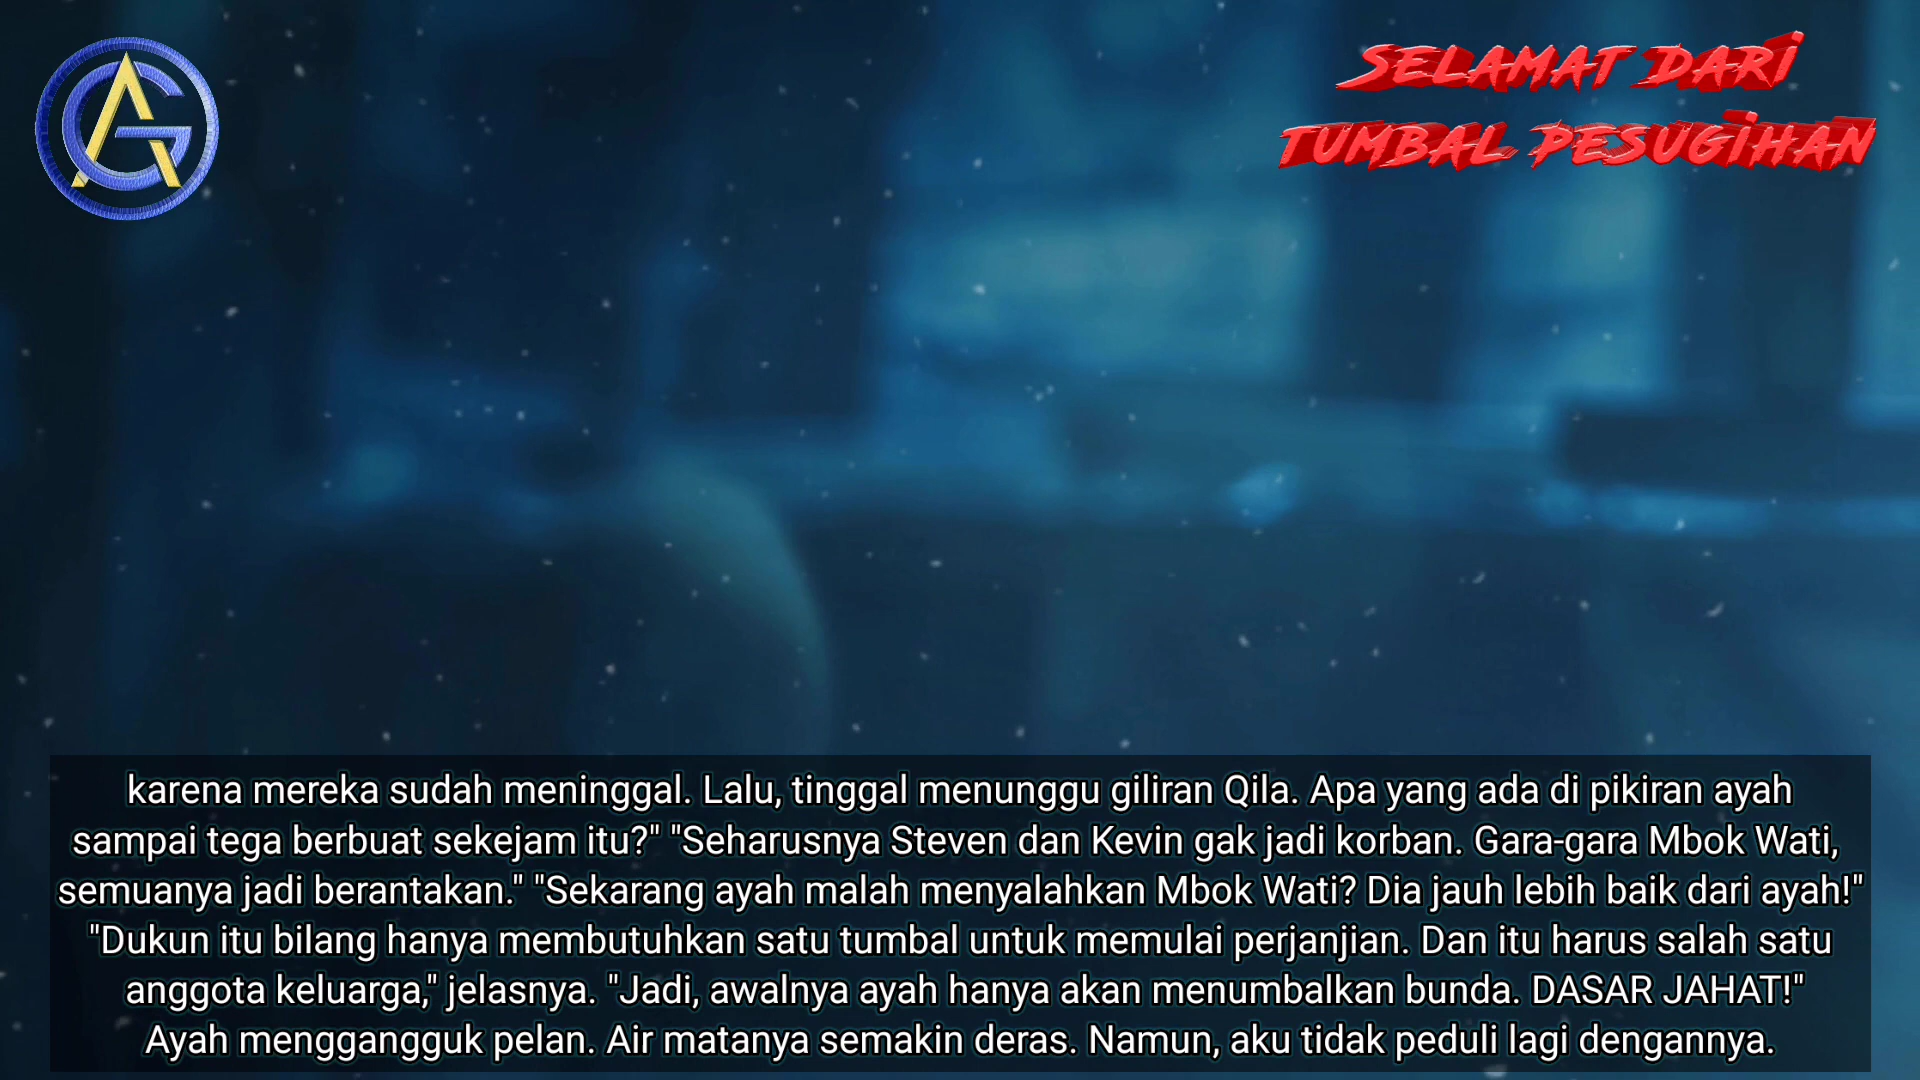 SELAMAT DARI
TUMBAL PESUGIHAN
karena mereka sudah meninggal. Lalu, tinggal menunggu giliran Qila. Apa yang ada di pikiran ayah
sampai tega berbuat sekejam itu?" "Seharusnya Steven dan Kevin gak jadi korban. Gara-gara Mbok Wati,
semuanya jadi berantakan." "Sekarang ayah malah menyalahkan Mbok Wati? Dia jauh lebih baik dari ayah!"
"Dukun itu bilang hanya membutuhkan satu tumbal untuk memulai perjanjian. Dan itu harus salah satu
anggota keluarga," jelasnya. "Jadi, awalnya ayah hanya akan menumbalkan bunda. DASAR JAHAT!"
Ayah menggangguk pelan. Air matanya semakin deras. Namun, aku tidak peduli lagi dengannya.